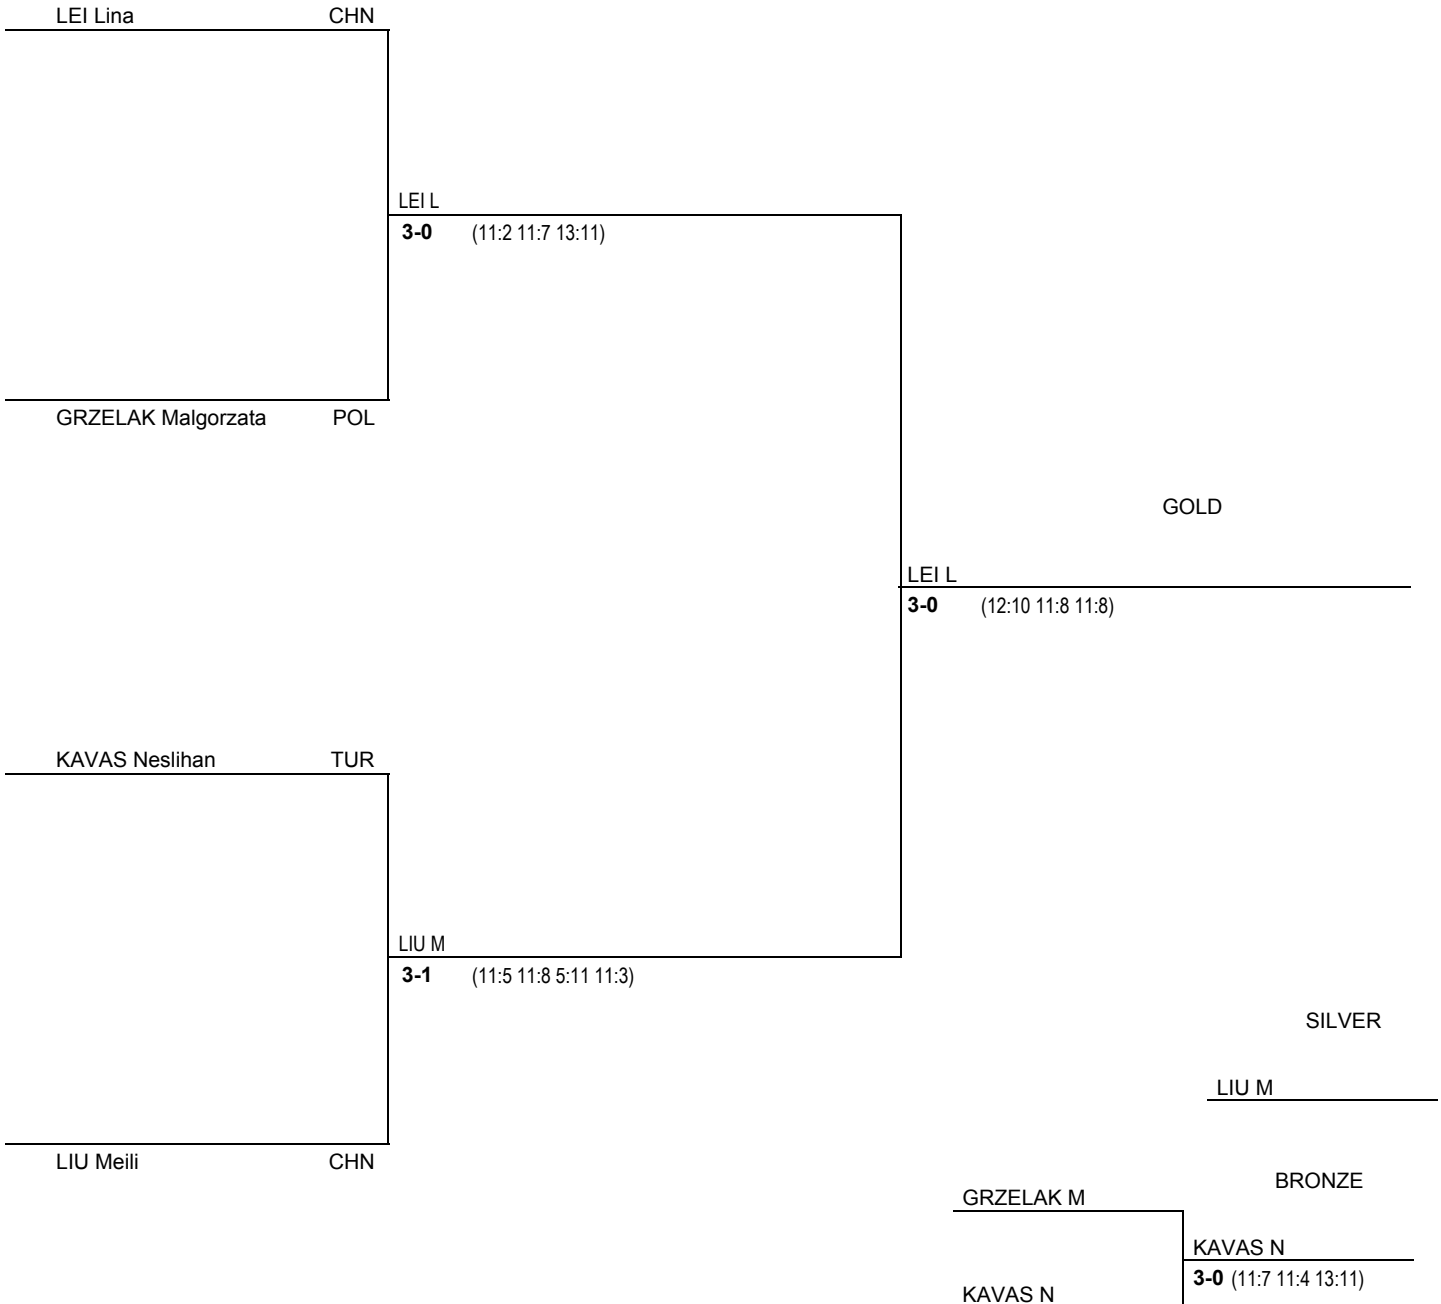 LEI Lina CHN
LEI L
3-0 (11:2 11:7 13:11)
GRZELAK Malgorzata POL
GOLD
LEI L
3-0 (12:10 11:8 11:8)
KAVAS Neslihan TUR
LIU M
3-1 (11:5 11:8 5:11 11:3)
SILVER
LIU M
LIU Meili CHN
BRONZE
GRZELAK M
KAVAS N
3-0 (11:7 11:4 13:11)
KAVAS N